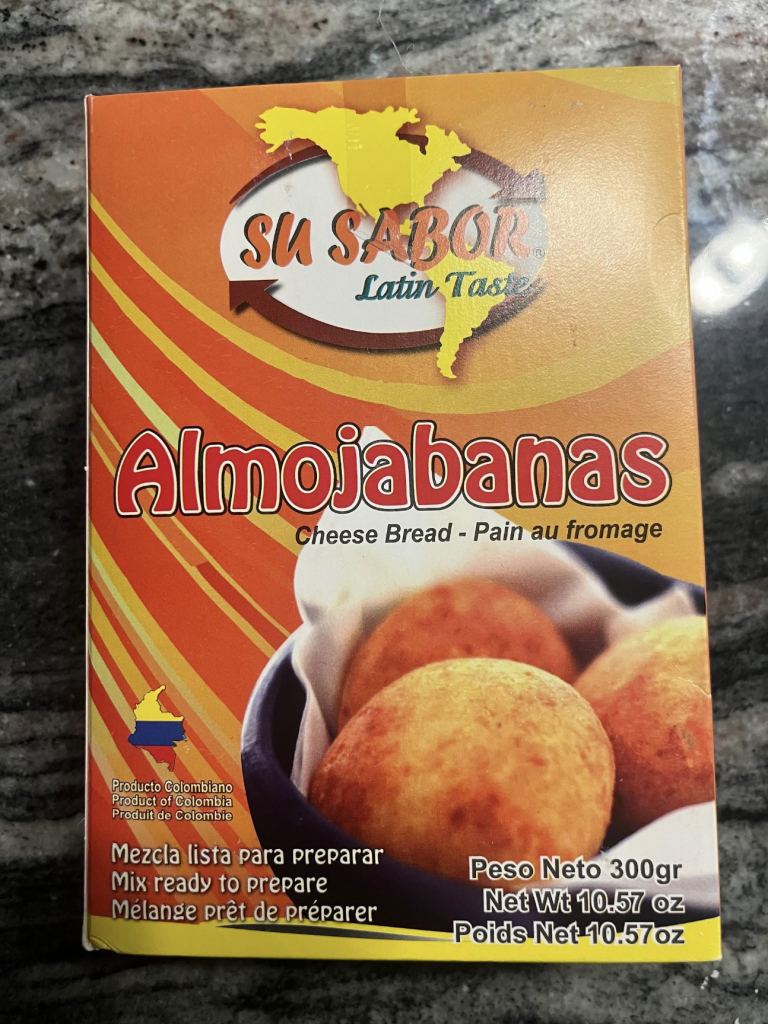 SU SABOR®
Latin Taste
Almojabanas
Cheese Bread - Pain au fromage
Producto Colombiano
Product of Colombia
Produit de Colombie
Mezcla lista para preparar
Mix ready to prepare
Mélange prêt de préparer
Peso Neto 300gr
Net Wt 10.57 oz
Poids Net 10.57oz